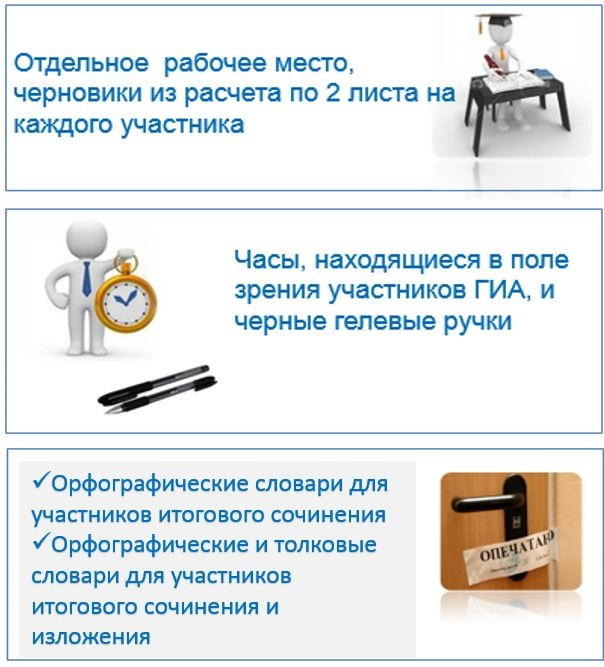 Отдельное рабочее место,
черновики из расчета по 2 листа на
каждого участника
Часы, находящиеся в поле
зрения участников ГИА, и
черные гелевые ручки
✓Орфографические словари для
участников итогового сочинения
✓Орфографические и толковые
словари для участников
итогового сочинения и
изложения
ОПЕЧАТАНО